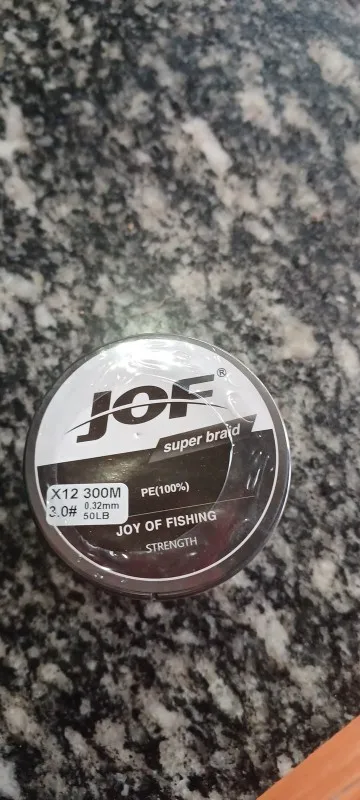 JOF®
super braid
X12 300M
3.0# 0.32mm
50LB
PE(100%)
JOY OF FISHING
STRENGTH